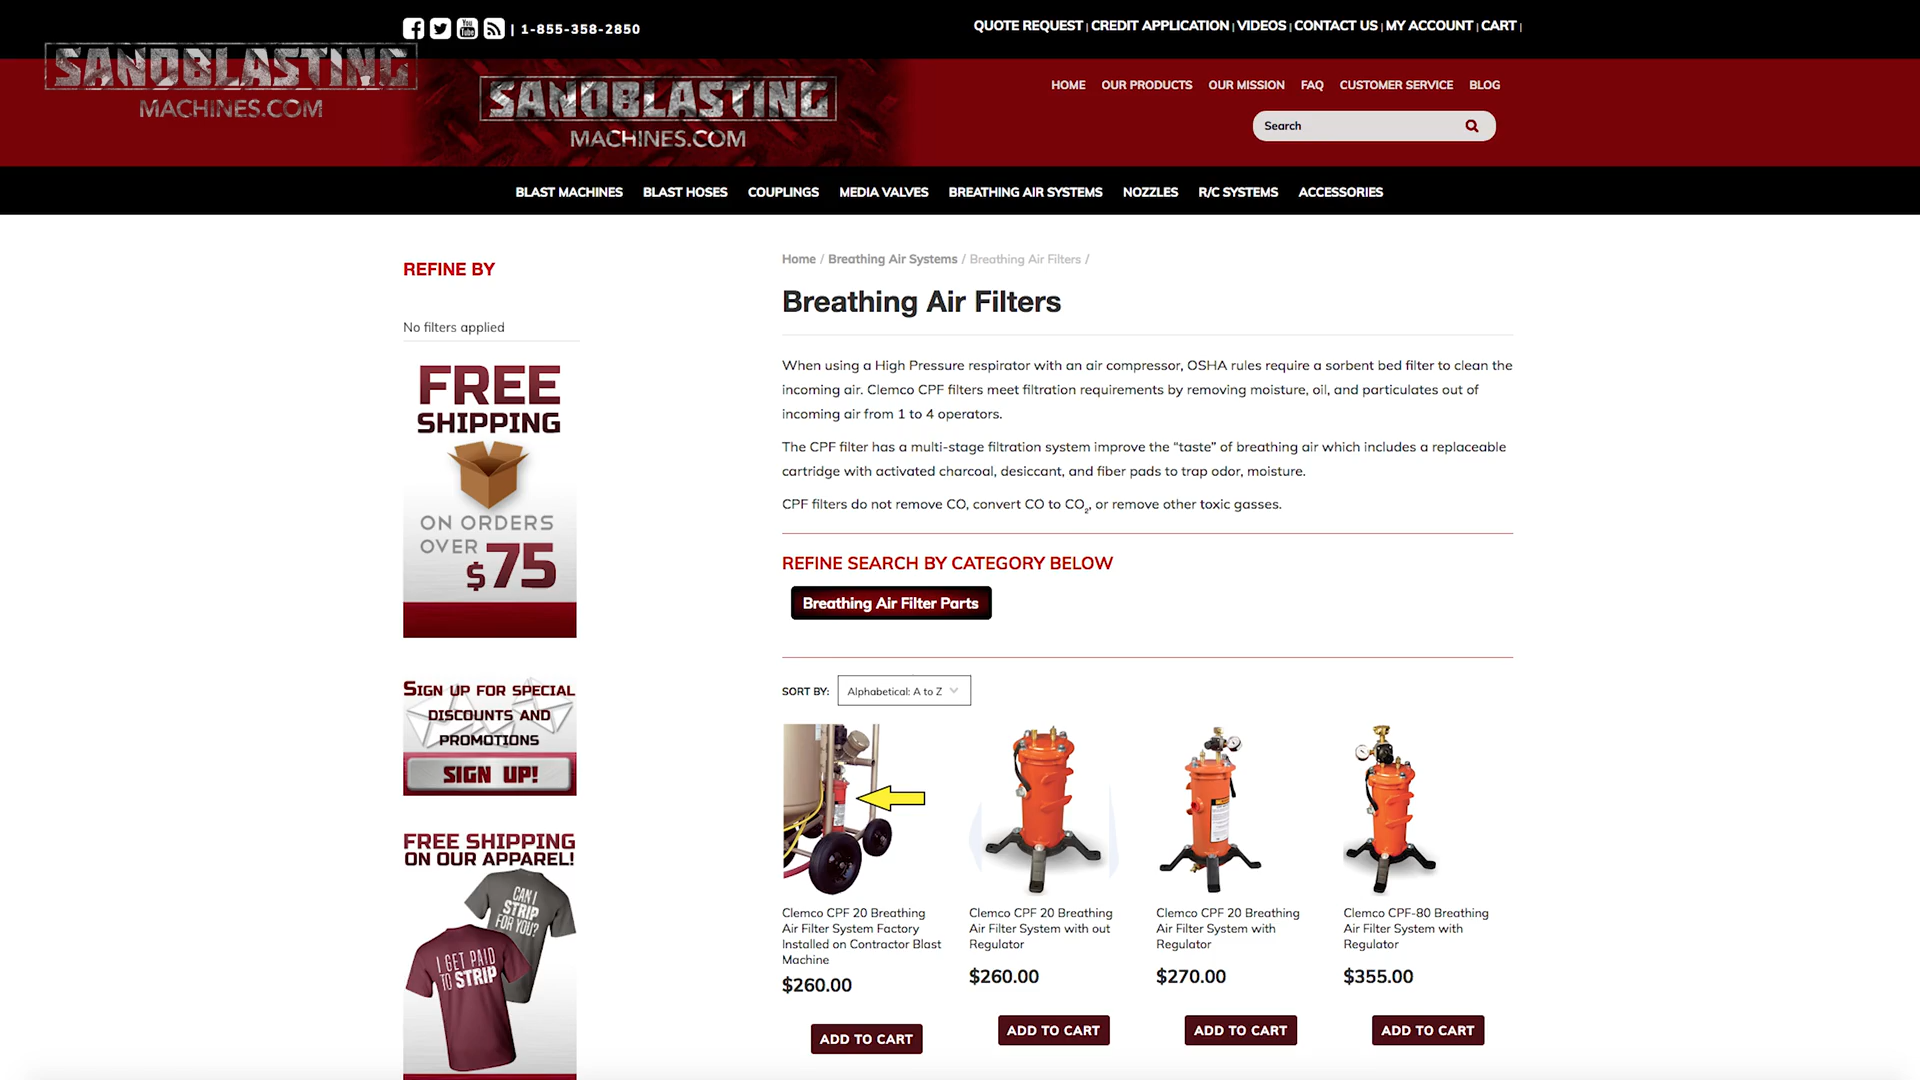 | 1-855-358-2850
QUOTE REQUEST | CREDIT APPLICATION | VIDEOS | CONTACT US | MY ACCOUNT | CART |
SANDBLASTING
MACHINES.COM
SANDBLASTING
MACHINES.COM
HOME OUR PRODUCTS OUR MISSION FAQ CUSTOMER SERVICE BLOG
Search
BLAST MACHINES BLAST HOSES COUPLINGS MEDIA VALVES BREATHING AIR SYSTEMS NOZZLES R/C SYSTEMS ACCESSORIES
REFINE BY
No filters applied
FREE
SHIPPING
ON ORDERS
OVER $75
SIGN UP FOR SPECIAL
DISCOUNTS AND
PROMOTIONS
SIGN UP!
FREE SHIPPING
ON OUR APPAREL!
CAN I
STRIP
FOR YOU?
I GET PAID
TO STRIP
Home / Breathing Air Systems / Breathing Air Filters /
Breathing Air Filters
When using a High Pressure respirator with an air compressor, OSHA rules require a sorbent bed filter to clean the
incoming air. Clemco CPF filters meet filtration requirements by removing moisture, oil, and particulates out of
incoming air from 1 to 4 operators.
The CPF filter has a multi-stage filtration system improve the “taste” of breathing air which includes a replaceable
cartridge with activated charcoal, desiccant, and fiber pads to trap odor, moisture.
CPF filters do not remove CO, convert CO to CO₂, or remove other toxic gasses.
REFINE SEARCH BY CATEGORY BELOW
Breathing Air Filter Parts
SORT BY: Alphabetical: A to Z
Clemco CPF 20 Breathing
Air Filter System Factory
Installed on Contractor Blast
Machine
$260.00
ADD TO CART
Clemco CPF 20 Breathing
Air Filter System with out
Regulator
$260.00
ADD TO CART
Clemco CPF 20 Breathing
Air Filter System with
Regulator
$270.00
ADD TO CART
Clemco CPF-80 Breathing
Air Filter System with
Regulator
$355.00
ADD TO CART